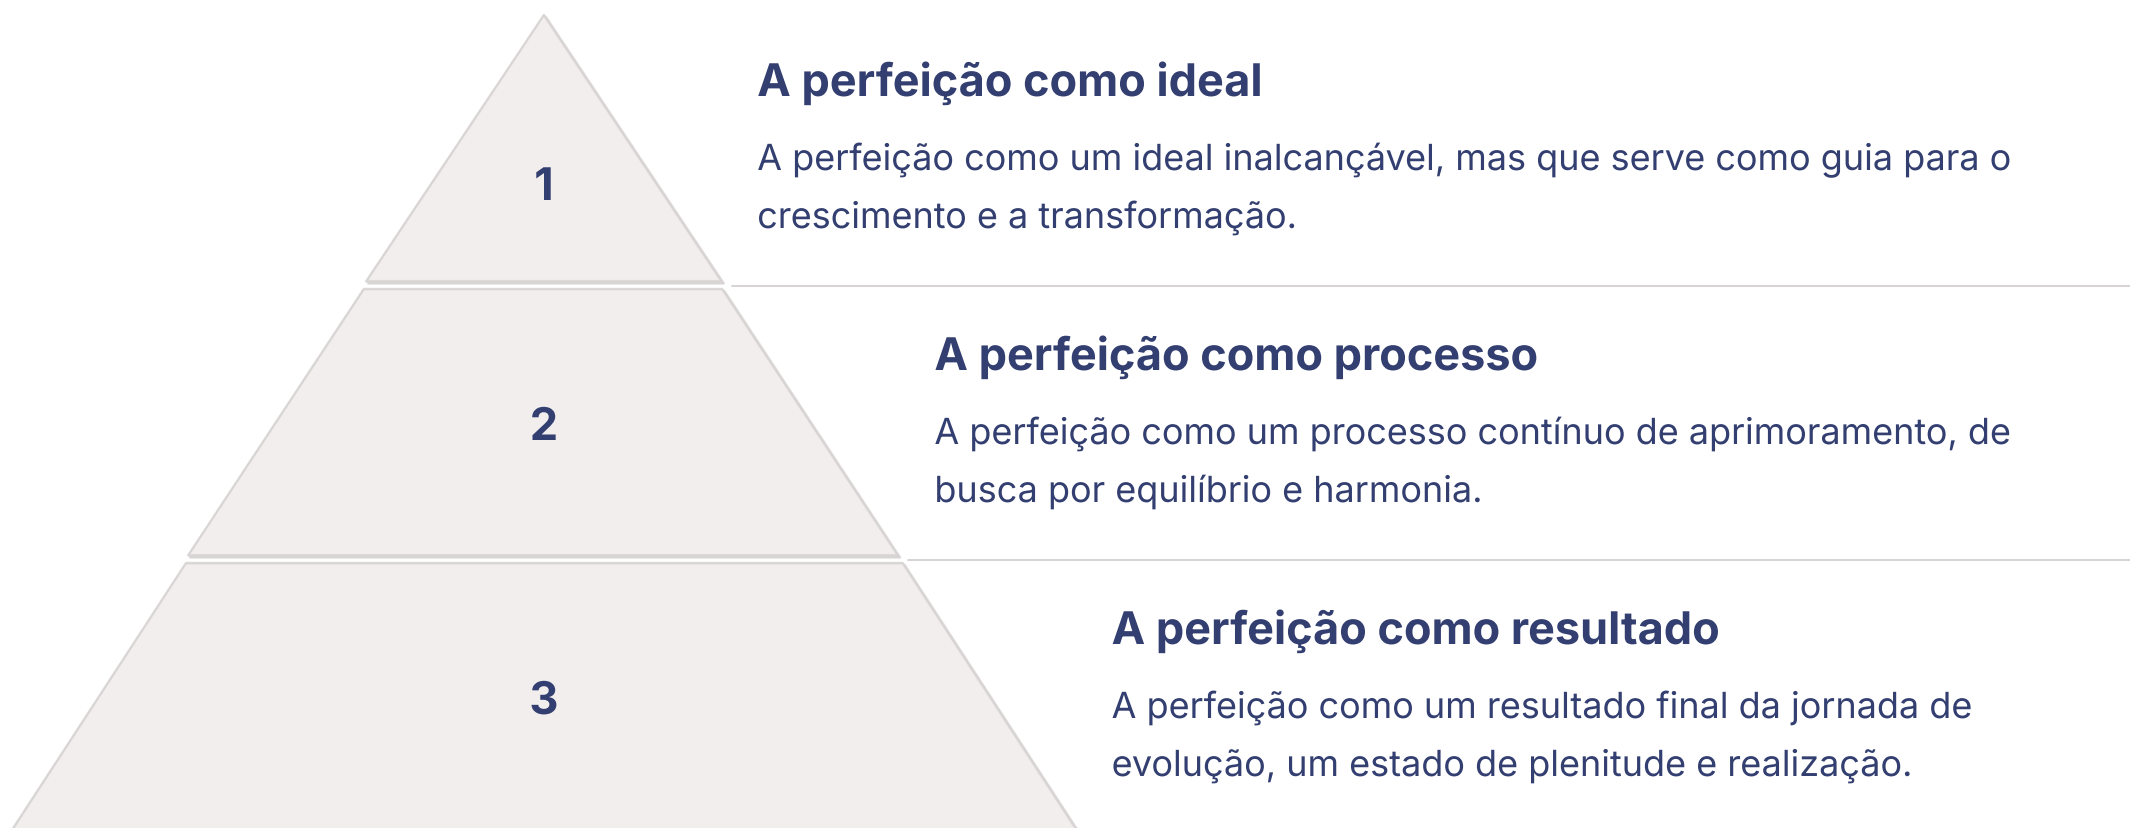 1
A perfeição como ideal
A perfeição como um ideal inalcançável, mas que serve como guia para o
crescimento e a transformação.
2
A perfeição como processo
A perfeição como um processo contínuo de aprimoramento, de
busca por equilíbrio e harmonia.
3
A perfeição como resultado
A perfeição como um resultado final da jornada de
evolução, um estado de plenitude e realização.